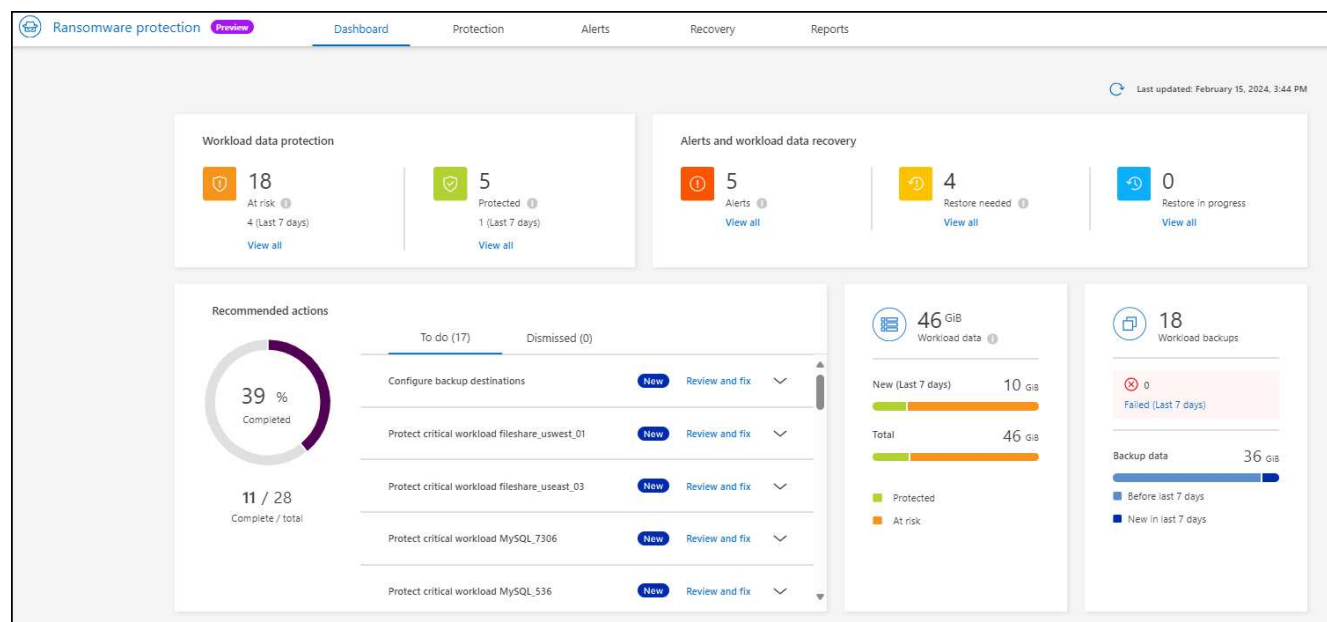 Ransomware protection Preview Dashboard Protection Alerts Recovery Reports
Last updated: February 15, 2024, 3:44 PM
Workload data protection
18
At risk
4 (Last 7 days)
View all
5
Protected
1 (Last 7 days)
View all
Alerts and workload data recovery
5
Alerts
View all
4
Restore needed
View all
0
Restore in progress
View all
Recommended actions
39 %
Completed
11 / 28
Complete / total
To do (17) Dismissed (0)
Configure backup destinations New Review and fix
Protect critical workload fileshare_uswest_01 New Review and fix
Protect critical workload fileshare_useast_03 New Review and fix
Protect critical workload MySQL_7306 New Review and fix
Protect critical workload MySQL_536 New Review and fix
46 GiB
Workload data
New (Last 7 days) 10 GiB
Total 46 GiB
Protected
At risk
18
Workload backups
0
Failed (Last 7 days)
Backup data 36 GiB
Before last 7 days
New in last 7 days